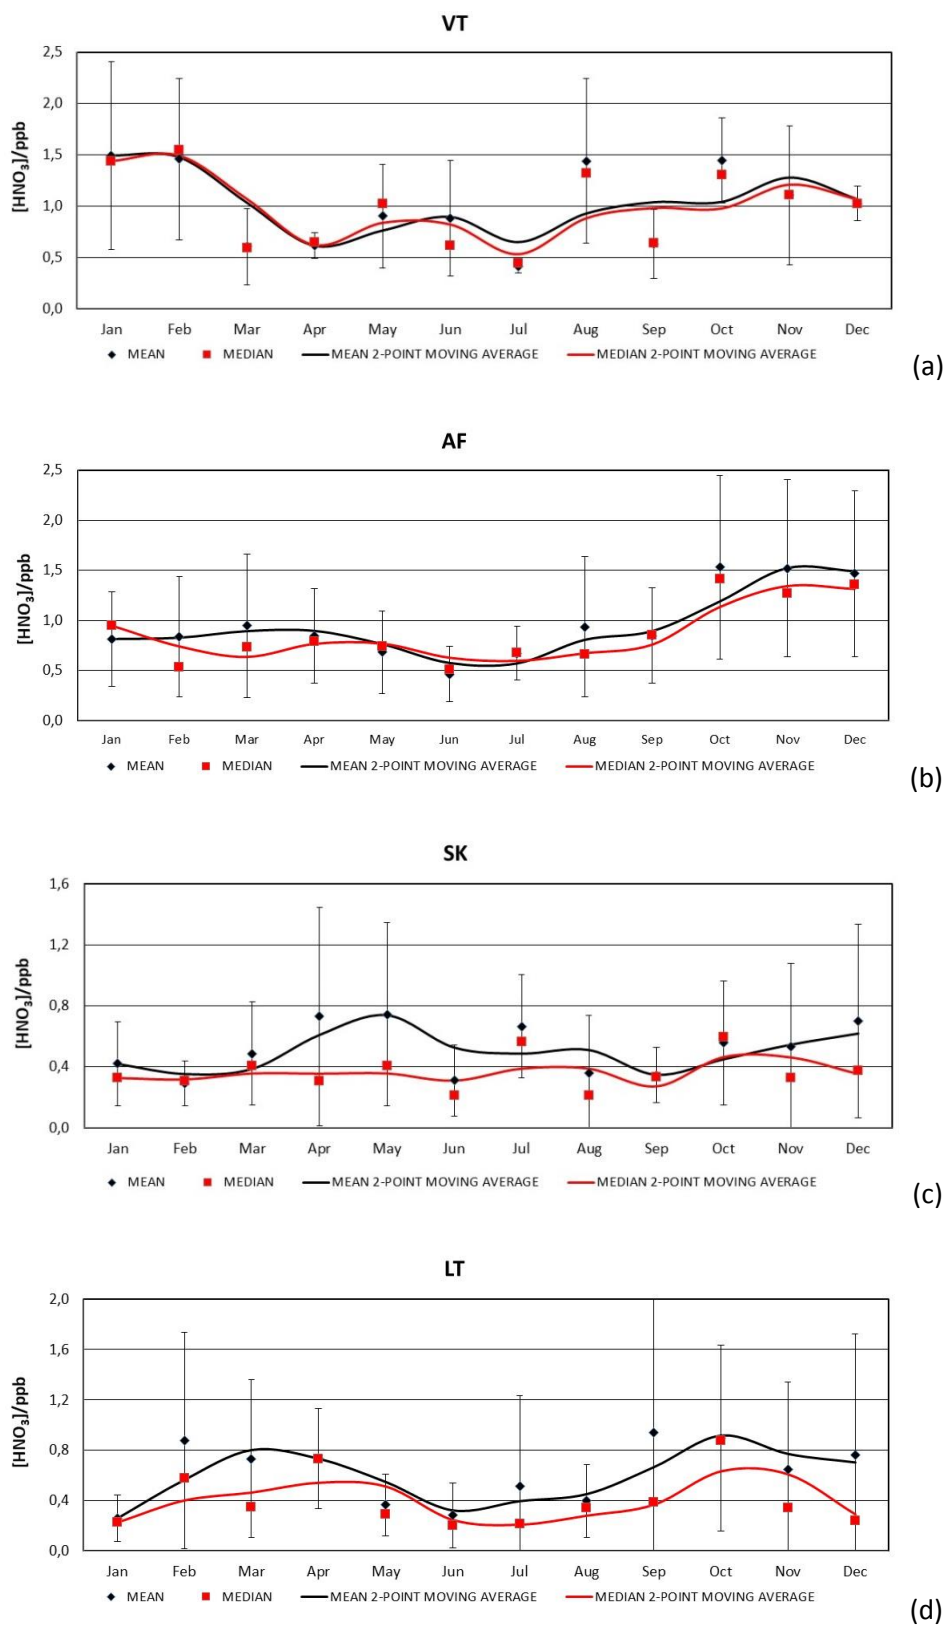 VT
2,5
2,0
1,5
1,0
0,5
0,0
[HNO3]/ppb
Jan Feb Mar Apr May Jun Jul Aug Sep Oct Nov Dec
MEAN MEDIAN MEAN 2-POINT MOVING AVERAGE MEDIAN 2-POINT MOVING AVERAGE
(a)
AF
2,5
2,0
1,5
1,0
0,5
0,0
[HNO3]/ppb
Jan Feb Mar Apr May Jun Jul Aug Sep Oct Nov Dec
MEAN MEDIAN MEAN 2-POINT MOVING AVERAGE MEDIAN 2-POINT MOVING AVERAGE
(b)
SK
1,6
1,2
0,8
0,4
0,0
[HNO3]/ppb
Jan Feb Mar Apr May Jun Jul Aug Sep Oct Nov Dec
MEAN MEDIAN MEAN 2-POINT MOVING AVERAGE MEDIAN 2-POINT MOVING AVERAGE
(c)
LT
2,0
1,6
1,2
0,8
0,4
0,0
[HNO3]/ppb
Jan Feb Mar Apr May Jun Jul Aug Sep Oct Nov Dec
MEAN MEDIAN MEAN 2-POINT MOVING AVERAGE MEDIAN 2-POINT MOVING AVERAGE
(d)